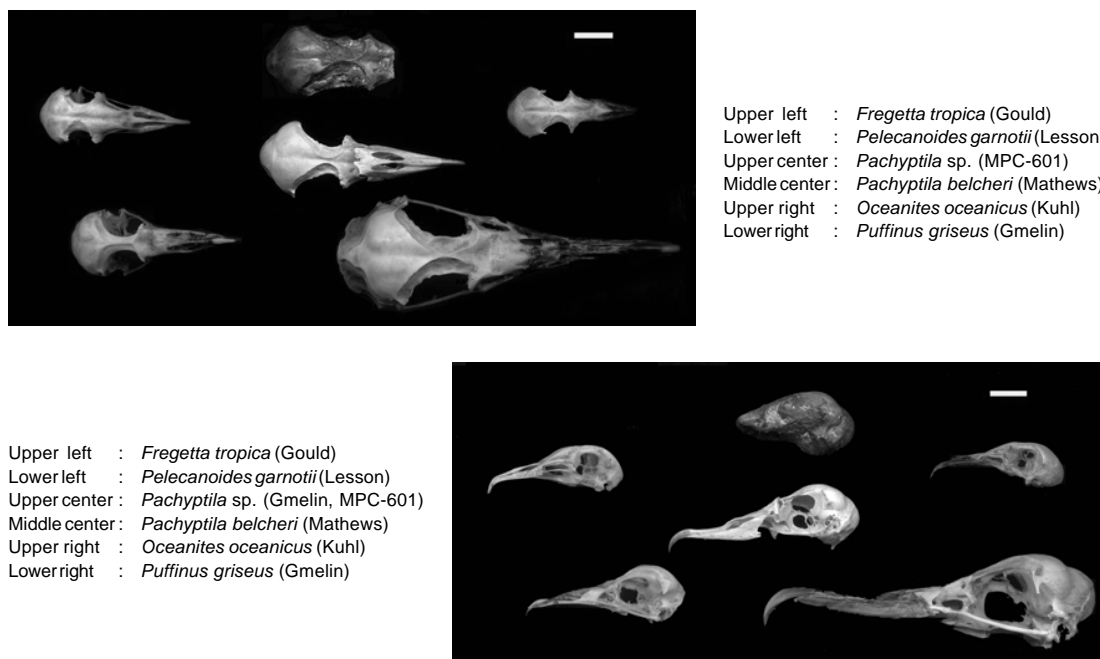 Upper left : Fregetta tropica (Gould)
Lower left : Pelecanoides garnotii (Lesson
Upper center : Pachyptila sp. (MPC-601)
Middle center : Pachyptila belcheri (Mathews)
Upper right : Oceanites oceanicus (Kuhl)
Lower right : Puffinus griseus (Gmelin)
Upper left : Fregetta tropica (Gould)
Lower left : Pelecanoides garnotii (Lesson)
Upper center : Pachyptila sp. (Gmelin, MPC-601)
Middle center : Pachyptila belcheri (Mathews)
Upper right : Oceanites oceanicus (Kuhl)
Lower right : Puffinus griseus (Gmelin)